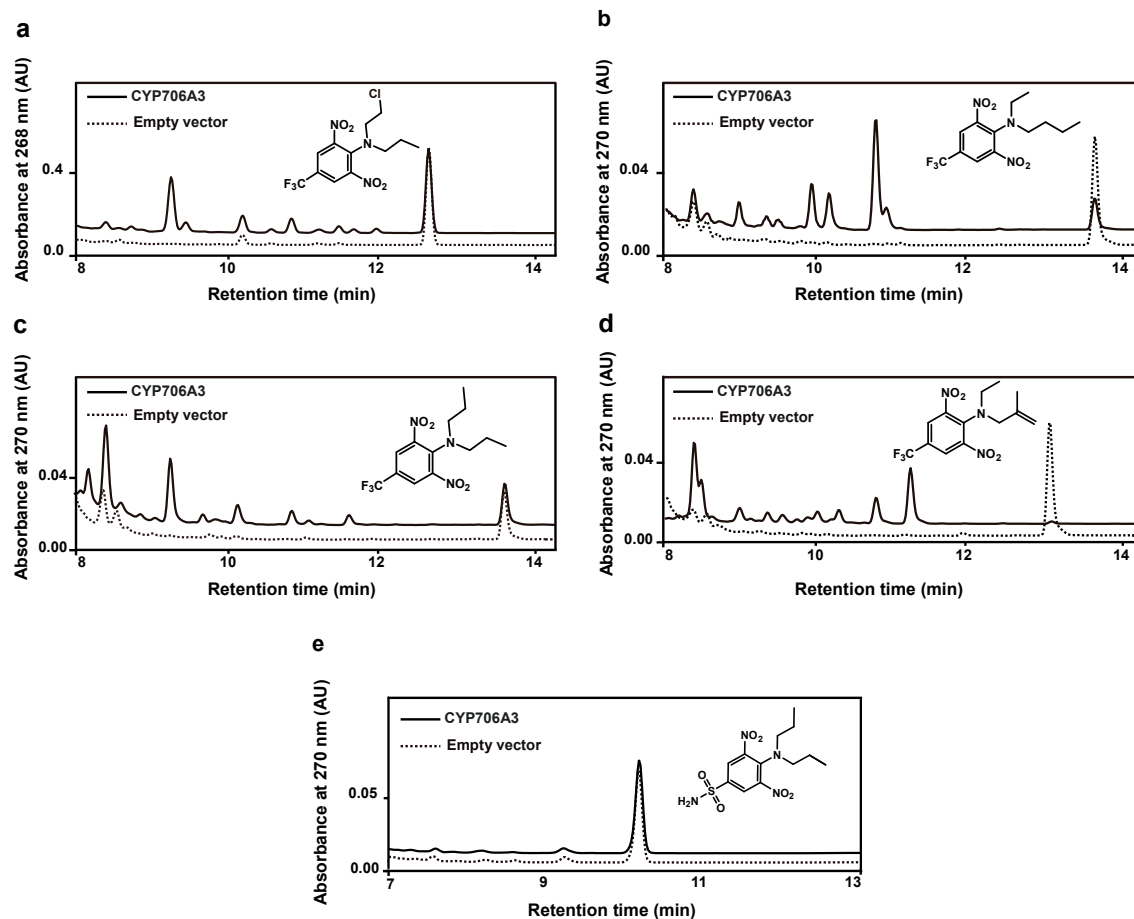 a
Absorbance at 268 nm (AU)
CYP706A3
Empty vector
Cl
NO2
N
F3C
NO2
0.4
0.0
8
10
12
14
Retention time (min)
b
Absorbance at 270 nm (AU)
CYP706A3
Empty vector
NO2
N
F3C
NO2
0.04
0.00
8
10
12
14
Retention time (min)
c
Absorbance at 270 nm (AU)
CYP706A3
Empty vector
NO2
N
F3C
NO2
0.04
0.00
8
10
12
14
Retention time (min)
d
Absorbance at 270 nm (AU)
CYP706A3
Empty vector
NO2
N
F3C
NO2
0.04
0.00
8
10
12
14
Retention time (min)
e
Absorbance at 270 nm (AU)
CYP706A3
Empty vector
NO2
N
O
S
H2N
O
NO2
0.05
0.00
7
9
11
13
Retention time (min)